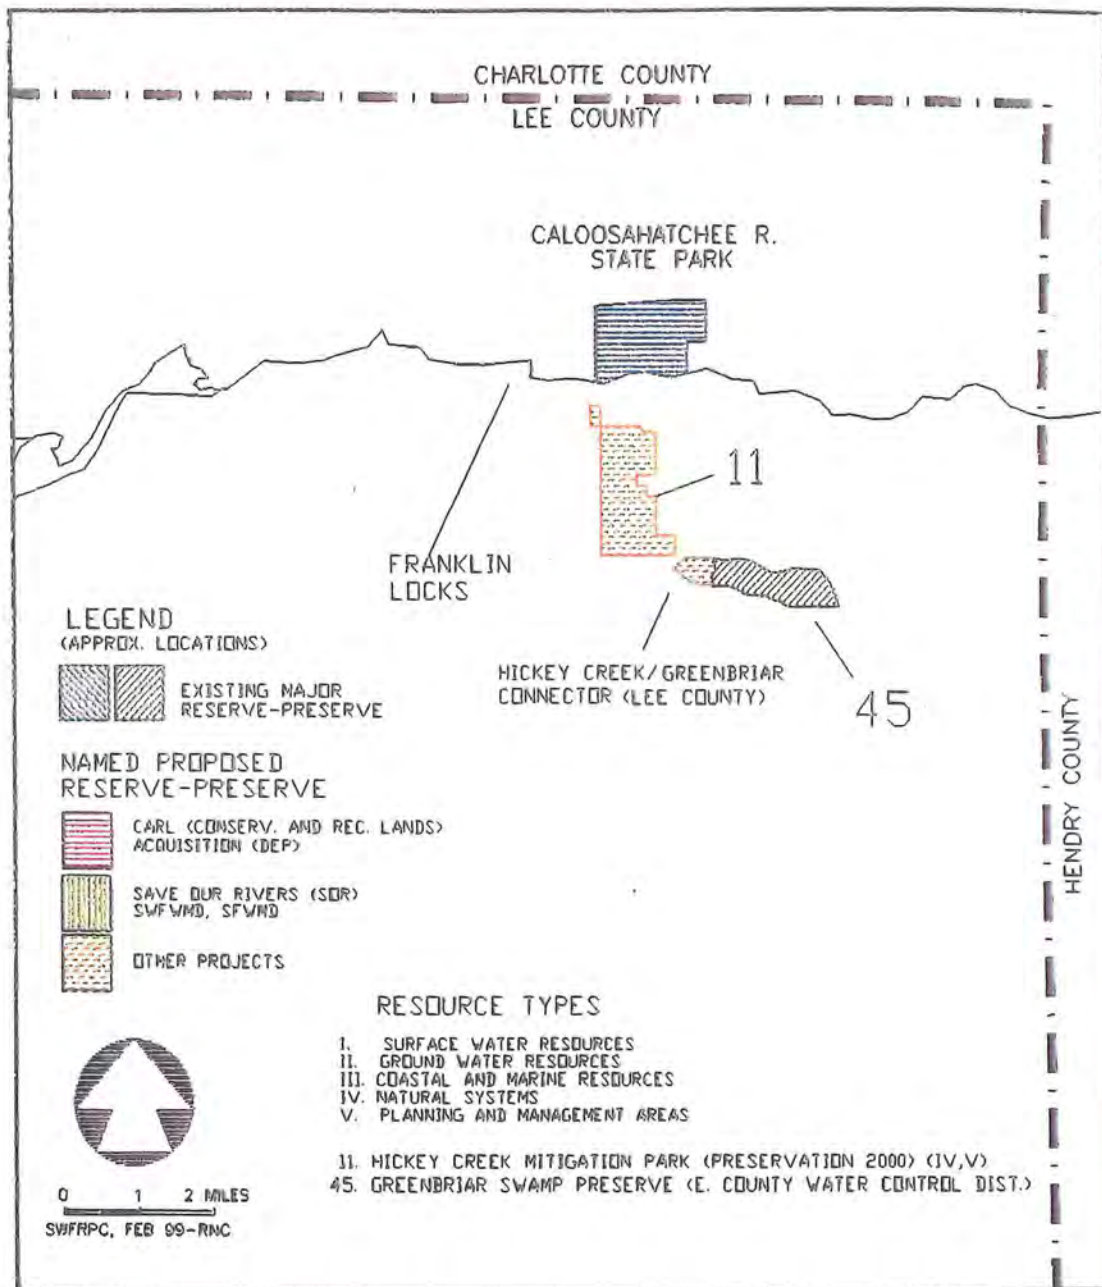 CHARLOTTE COUNTY
LEE COUNTY
CALOOSAHATCHEE R.
STATE PARK
11
FRANKLIN
LOCKS
HICKEY CREEK/GREENBRIAR
CONNECTOR (LEE COUNTY)
45
HENDRY COUNTY
LEGEND
(APPROX. LOCATIONS)
EXISTING MAJOR
RESERVE-PRESERVE
NAMED PROPOSED
RESERVE-PRESERVE
CARL (CONSERV. AND REC. LANDS)
ACQUISITION (DEP)
SAVE OUR RIVERS (SOR)
SWFWMD, SFWMD
OTHER PROJECTS
RESOURCE TYPES
I. SURFACE WATER RESOURCES
II. GROUND WATER RESOURCES
III. COASTAL AND MARINE RESOURCES
IV. NATURAL SYSTEMS
V. PLANNING AND MANAGEMENT AREAS
11. HICKEY CREEK MITIGATION PARK (PRESERVATION 2000) (IV,V)
45. GREENBRIAR SWAMP PRESERVE (E. COUNTY WATER CONTROL DIST.)
0 1 2 MILES
SWFRPC, FEB 99-RNC